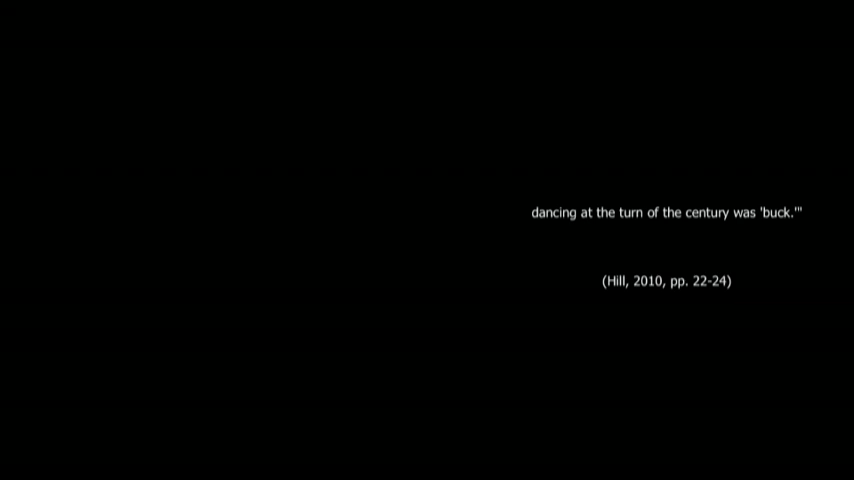 dancing at the turn of the century was 'buck.'"
(Hill, 2010, pp. 22-24)